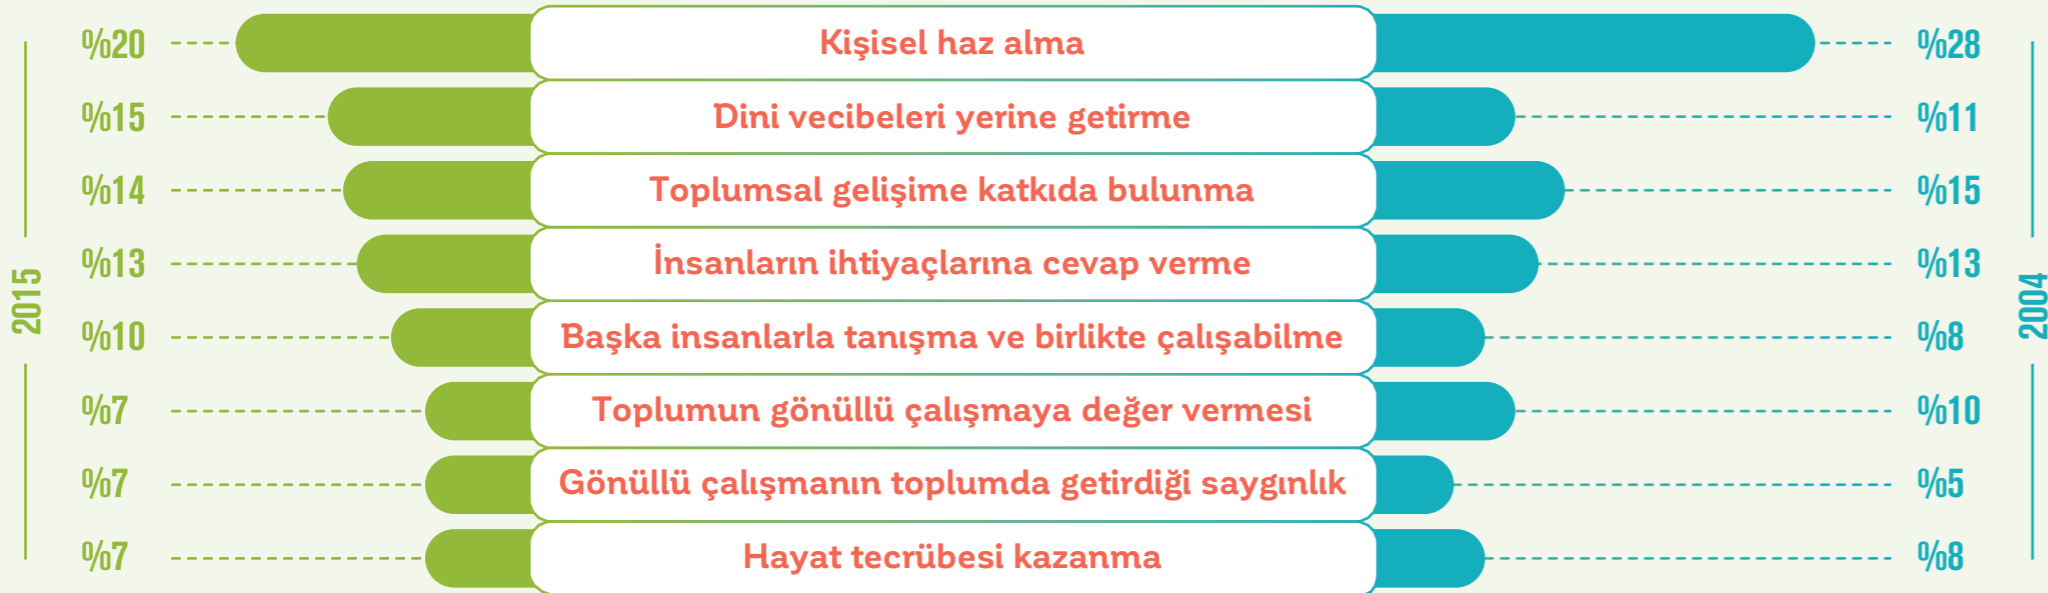 %20 Kişisel haz alma %28
%15 Dini vecibeleri yerine getirme %11
%14 Toplumsal gelişime katkıda bulunma %15
%13 İnsanların ihtiyaçlarına cevap verme %13
2015
2004
%10 Başka insanlarla tanışma ve birlikte çalışabilme %8
%7 Toplumun gönüllü çalışmaya değer vermesi %10
%7 Gönüllü çalışmanın toplumda getirdiği saygınlık %5
%7 Hayat tecrübesi kazanma %8